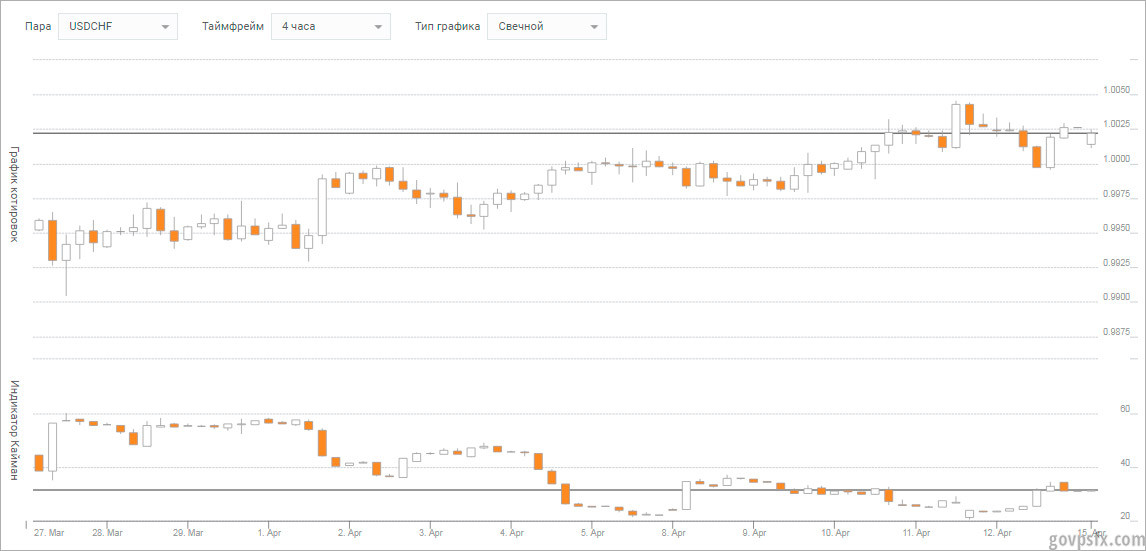 Пара USDCHF Таймфрейм 4 часа Тип графика Свечной
График котировок
1.0050
1.0025
1.0000
0.9975
0.9950
0.9925
0.9900
0.9875
Индикатор Кайман
60
40
20
27. Mar 28. Mar 29. Mar 1. Apr 2. Apr 3. Apr 4. Apr 5. Apr 8. Apr 9. Apr 10. Apr 11. Apr 12. Apr 15. Apr
govpsfx.com